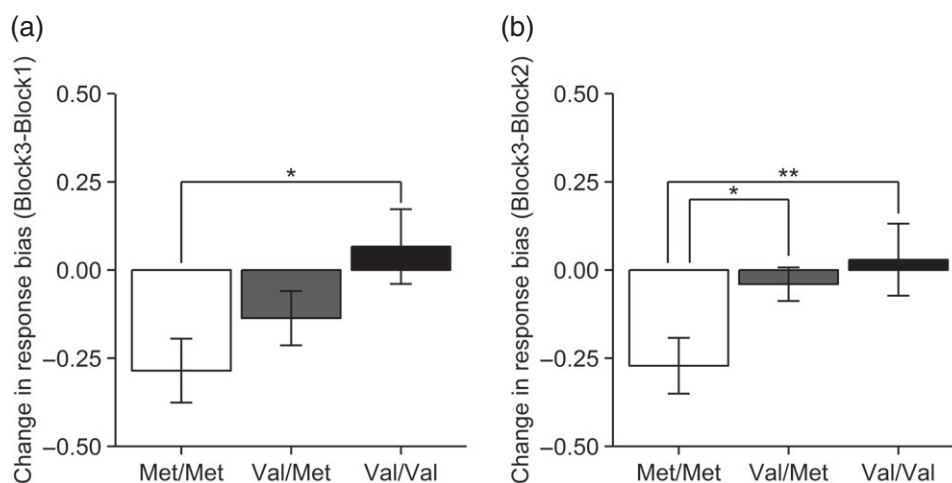 (a)
Change in response bias (Block3-Block1)
0.50
0.25
0.00
−0.25
−0.50
*
Met/Met Val/Met Val/Val
(b)
Change in response bias (Block3-Block2)
0.50
0.25
0.00
−0.25
−0.50
**
*
Met/Met Val/Met Val/Val